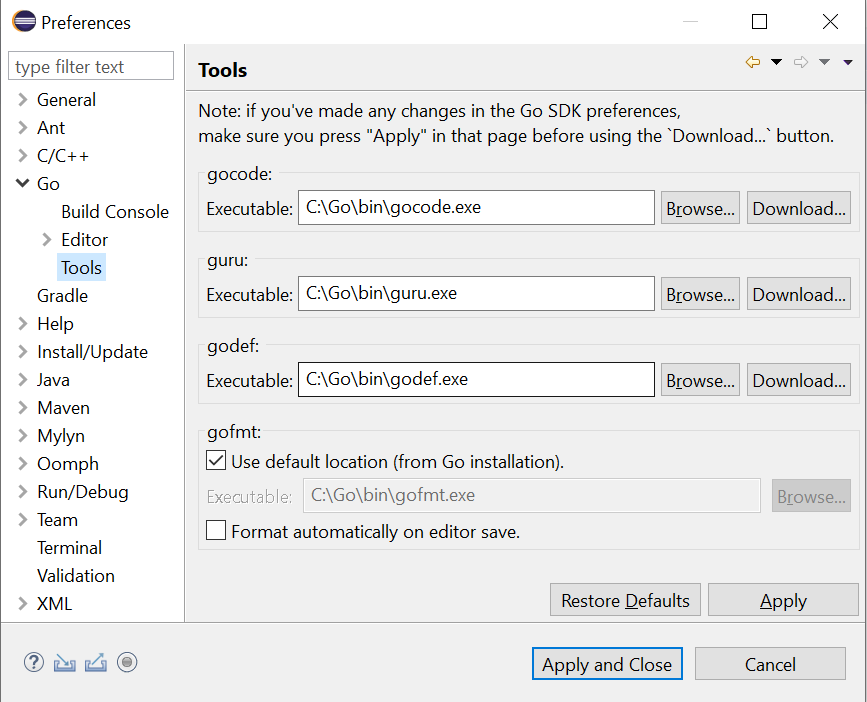 Preferences
type filter text
General
Ant
C/C++
Go
Build Console
Editor
Tools
Gradle
Help
Install/Update
Java
Maven
Mylyn
Oomph
Run/Debug
Team
Terminal
Validation
XML
Tools
Note: if you've made any changes in the Go SDK preferences,
make sure you press "Apply" in that page before using the `Download...` button.
gocode:
Executable: C:\Go\bin\gocode.exe Browse... Download...
guru:
Executable: C:\Go\bin\guru.exe Browse... Download...
godef:
Executable: C:\Go\bin\godef.exe Browse... Download...
gofmt:
Use default location (from Go installation).
Executable: C:\Go\bin\gofmt.exe Browse...
Format automatically on editor save.
Restore Defaults Apply
? Apply and Close Cancel